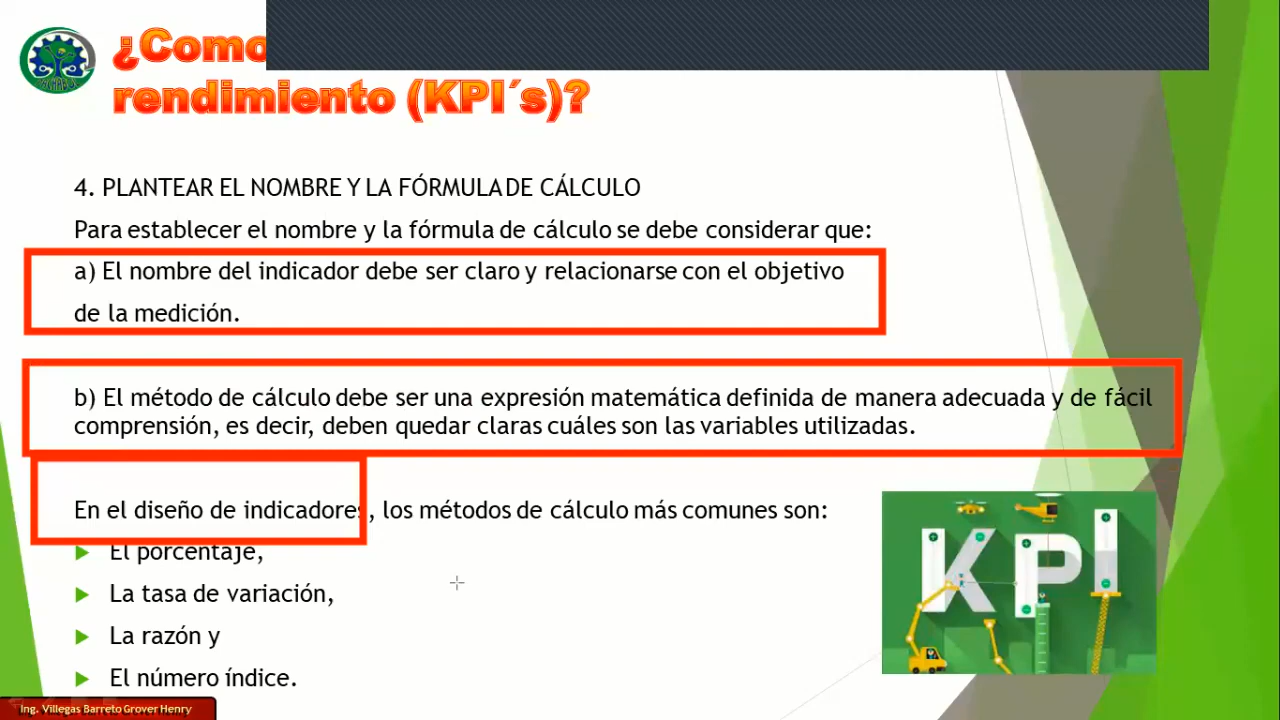 ¿Como
rendimiento (KPI´s)?
4. PLANTEAR EL NOMBRE Y LA FÓRMULA DE CÁLCULO
Para establecer el nombre y la fórmula de cálculo se debe considerar que:
a) El nombre del indicador debe ser claro y relacionarse con el objetivo
de la medición.
b) El método de cálculo debe ser una expresión matemática definida de manera adecuada y de fácil
comprensión, es decir, deben quedar claras cuáles son las variables utilizadas.
En el diseño de indicadores, los métodos de cálculo más comunes son:
El porcentaje,
La tasa de variación,
La razón y
El número índice.
KPI
Ing. Villegas Barreto Grover Henry